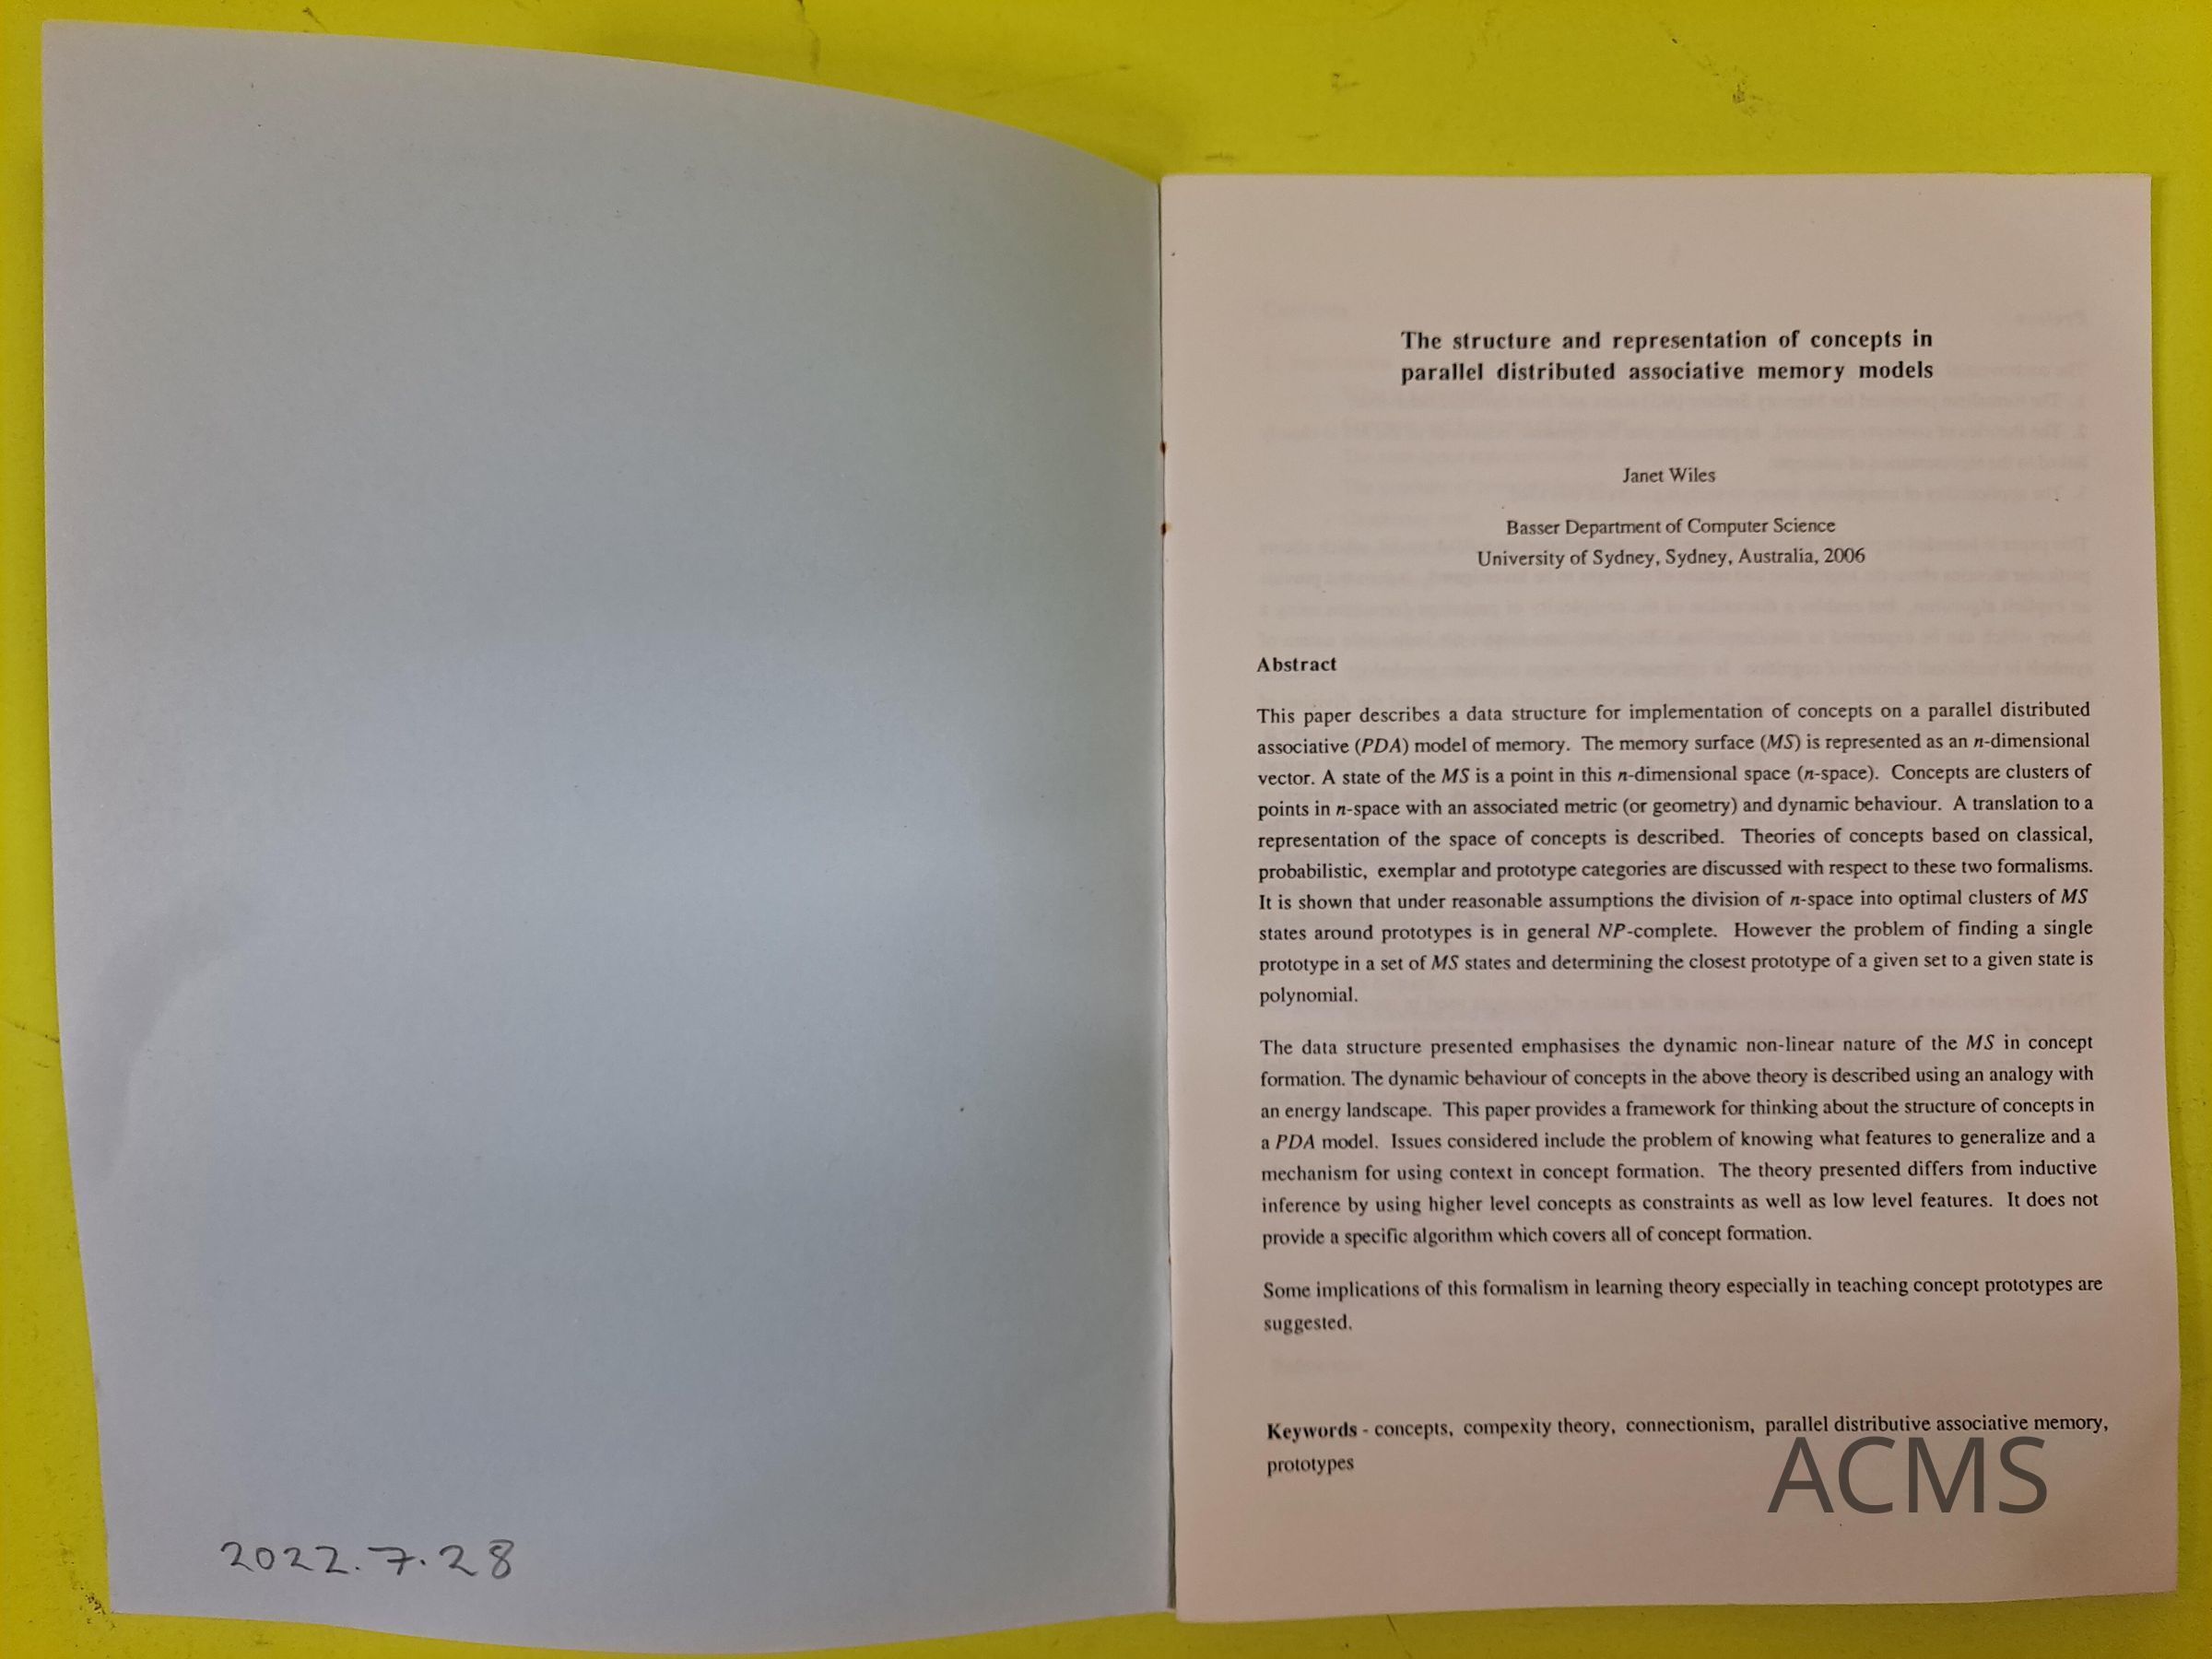 2022.7.28
The structure and representation of concepts in
parallel distributed associative memory models
Janet Wiles
Basser Department of Computer Science
University of Sydney, Sydney, Australia, 2006
Abstract
This paper describes a data structure for implementation of concepts on a parallel distributed
associative (PDA) model of memory. The memory surface (MS) is represented as an n-dimensional
vector. A state of the MS is a point in this n-dimensional space (n-space). Concepts are clusters of
points in n-space with an associated metric (or geometry) and dynamic behaviour. A translation to a
representation of the space of concepts is described. Theories of concepts based on classical,
probabilistic, exemplar and prototype categories are discussed with respect to these two formalisms.
It is shown that under reasonable assumptions the division of n-space into optimal clusters of MS
states around prototypes is in general NP-complete. However the problem of finding a single
prototype in a set of MS states and determining the closest prototype of a given set to a given state is
polynomial.
The data structure presented emphasises the dynamic non-linear nature of the MS in concept
formation. The dynamic behaviour of concepts in the above theory is described using an analogy with
an energy landscape. This paper provides a framework for thinking about the structure of concepts in
a PDA model. Issues considered include the problem of knowing what features to generalize and a
mechanism for using context in concept formation. The theory presented differs from inductive
inference by using higher level concepts as constraints as well as low level features. It does not
provide a specific algorithm which covers all of concept formation.
Some implications of this formalism in learning theory especially in teaching concept prototypes are
suggested.
Keywords - concepts, compexity theory, connectionism, parallel distributive associative memory,
prototypes
ACMS